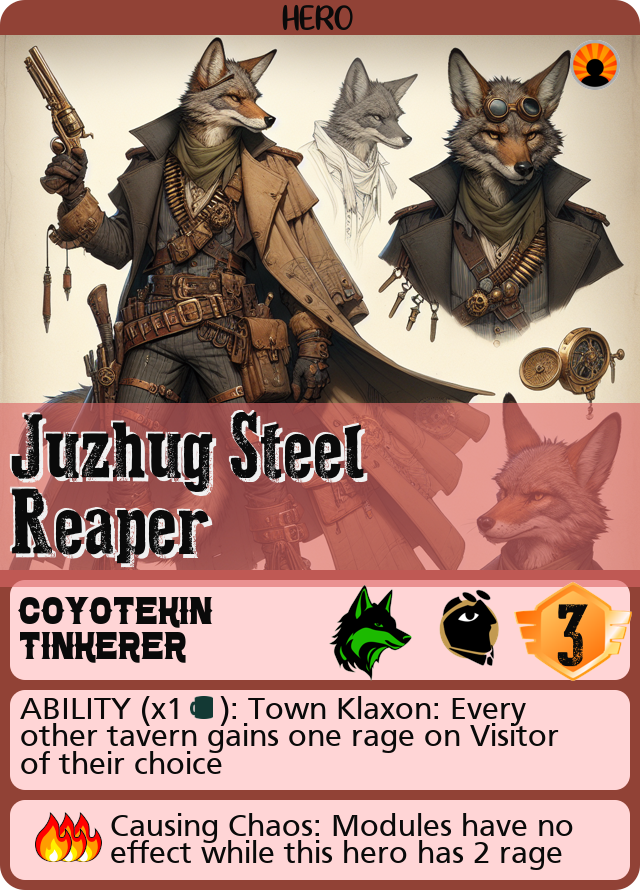 HERO
Juzhug Steel
Reaper
COYOTEKIN
TINKERER
3
ABILITY (x1 ): Town Klaxon: Every
other tavern gains one rage on Visitor
of their choice
Causing Chaos: Modules have no
effect while this hero has 2 rage